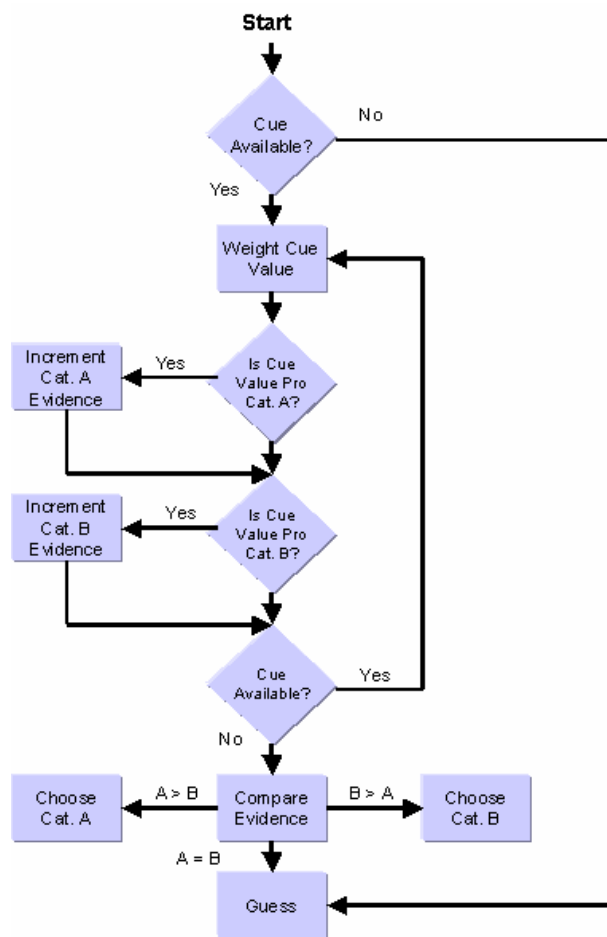 Start
Cue
Available?
No
Yes
Weight Cue
Value
Increment
Cat. A
Evidence
Yes
Is Cue
Value Pro
Cat. A?
Increment
Cat. B
Evidence
Yes
Is Cue
Value Pro
Cat. B?
Cue
Available?
Yes
No
Choose
Cat. A
A > B
Compare
Evidence
B > A
Choose
Cat. B
A = B
Guess